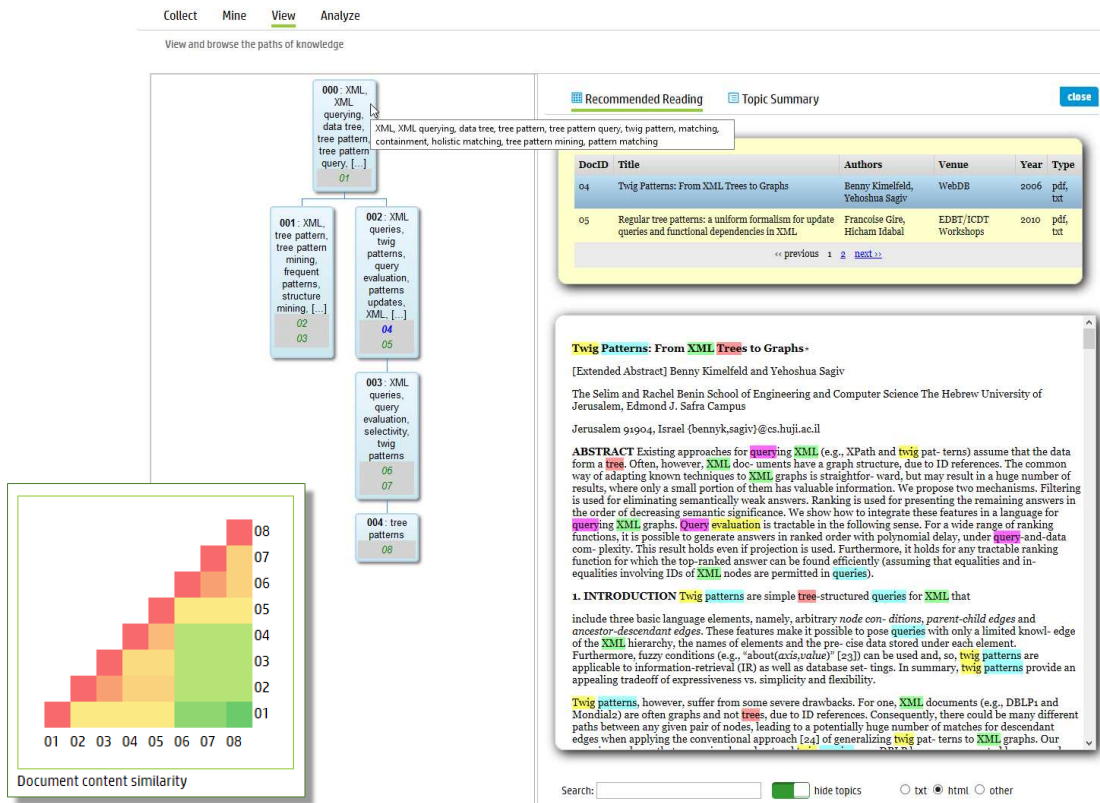 Collect Mine View Analyze
View and browse the paths of knowledge
000 : XML,
XML
querying,
data tree,
tree pattern,
tree pattern
query, [...]
01
XML, XML querying, data tree, tree pattern, tree pattern query, twig pattern, matching,
containment, holistic matching, tree pattern mining, pattern matching
001 : XML,
tree pattern,
tree pattern
mining,
frequent
patterns,
structure
mining, [...]
02
03
002 : XML
queries,
twig
patterns,
query
evaluation,
patterns
updates,
XML, [...]
04
05
003 : XML
queries,
query
evaluation,
selectivity,
twig
patterns
06
07
004 : tree
patterns
08
08
07
06
05
04
03
02
01
01 02 03 04 05 06 07 08
Document content similarity
Recommended Reading Topic Summary close
DocID Title Authors Venue Year Type
04 Twig Patterns: From XML Trees to Graphs Benny Kimelfeld, WebDB 2006 pdf,
Yehoshua Sagiv txt
05 Regular tree patterns: a uniform formalism for update Francoise Gire, EDBT/ICDT 2010 pdf,
queries and functional dependencies in XML Hicham Idabal Workshops txt
‹‹ previous 1 2 next ››
Twig Patterns: From XML Trees to Graphs*
[Extended Abstract] Benny Kimelfeld and Yehoshua Sagiv
The Selim and Rachel Benin School of Engineering and Computer Science The Hebrew University of
Jerusalem, Edmond J. Safra Campus
Jerusalem 91904, Israel {bennyk,sagiv}@cs.huji.ac.il
ABSTRACT Existing approaches for querying XML (e.g., XPath and twig pat- terns) assume that the data
form a tree. Often, however, XML doc- uments have a graph structure, due to ID references. The common
way of adapting known techniques to XML graphs is straightfor- ward, but may result in a huge number of
results, where only a small portion of them has valuable information. We propose two mechanisms. Filtering
is used for eliminating semantically weak answers. Ranking is used for presenting the remaining answers in
the order of decreasing semantic significance. We show how to integrate these features in a language for
querying XML graphs. Query evaluation is tractable in the following sense. For a wide range of ranking
functions, it is possible to generate answers in ranked order with polynomial delay, under query-and-data
com- plexity. This result holds even if projection is used. Furthermore, it holds for any tractable ranking
function for which the top-ranked answer can be found efficiently (assuming that equalities and in-
equalities involving IDs of XML nodes are permitted in queries).
1. INTRODUCTION Twig patterns are simple tree-structured queries for XML that
include three basic language elements, namely, arbitrary node con- ditions, parent-child edges and
ancestor-descendant edges. These features make it possible to pose queries with only a limited knowl- edge
of the XML hierarchy, the names of elements and the pre- cise data stored under each element.
Furthermore, fuzzy conditions (e.g., "about(axis,value)" [23]) can be used and, so, twig patterns are
applicable to information-retrieval (IR) as well as database set- tings. In summary, twig patterns provide an
appealing tradeoff of expressiveness vs. simplicity and flexibility.
Twig patterns, however, suffer from some severe drawbacks. For one, XML documents (e.g., DBLP1 and
Mondial2) are often graphs and not trees, due to ID references. Consequently, there could be many different
paths between any given pair of nodes, leading to a potentially huge number of matches for descendant
edges when applying the conventional approach [24] of generalizing twig pat- terns to XML graphs. Our
Search: hide topics txt html other